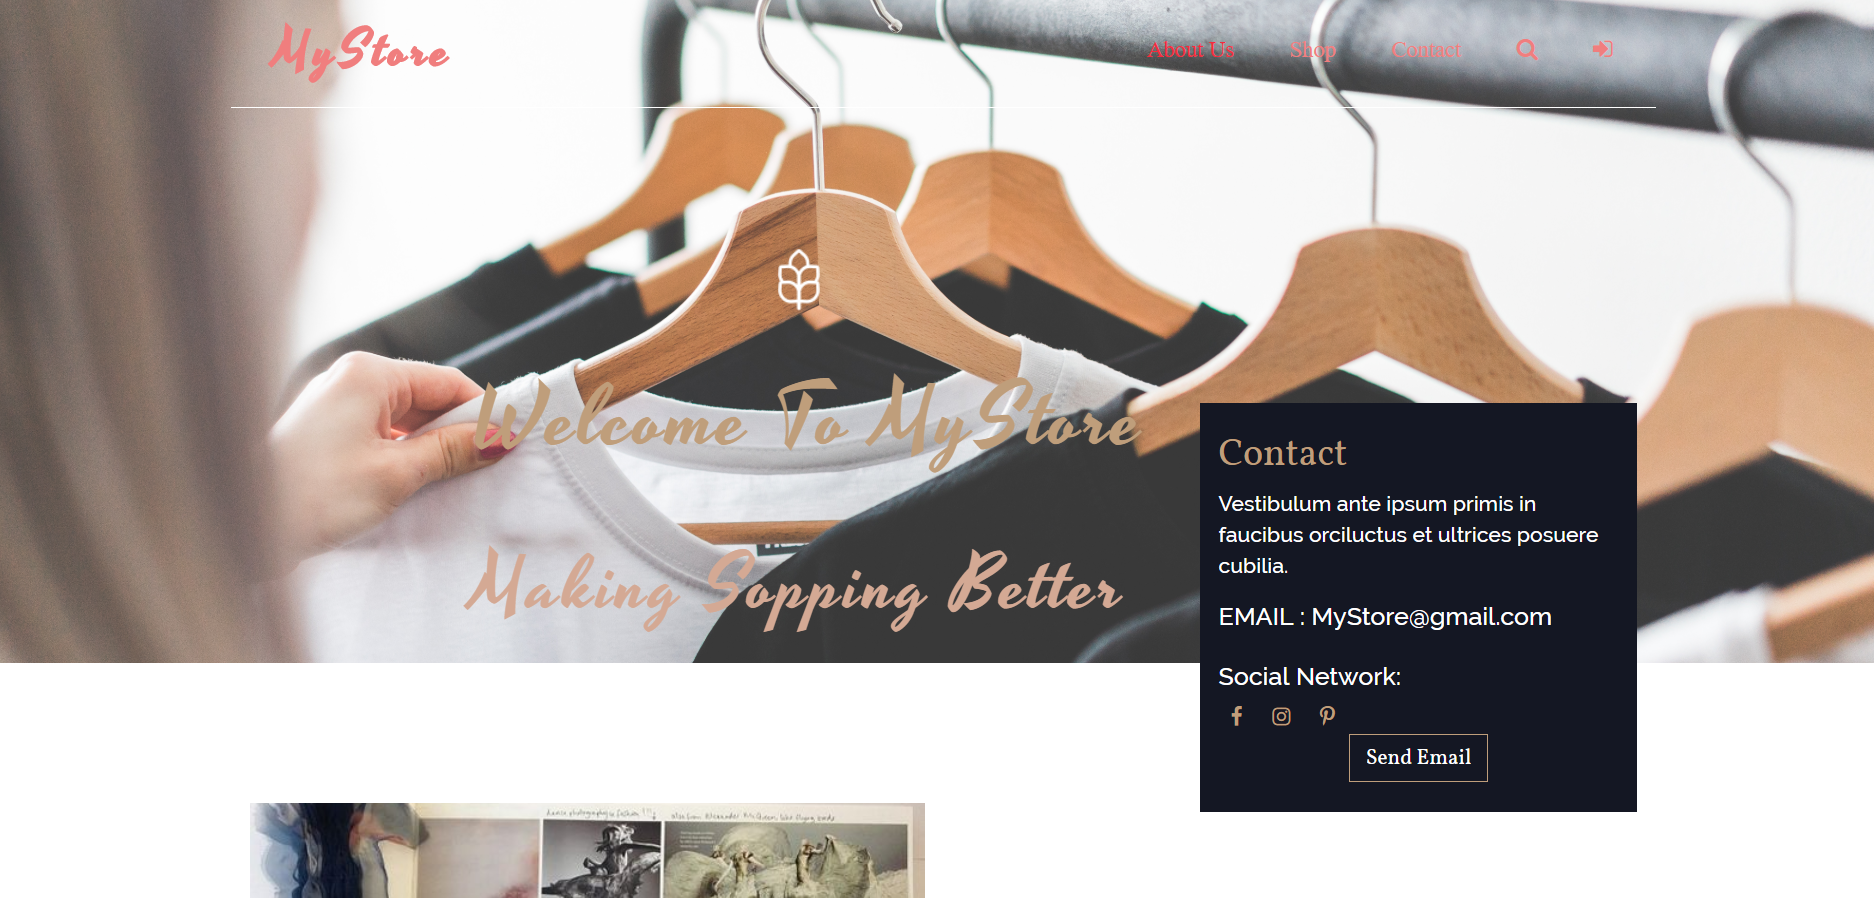 MyStore
About Us Shop Contact
Welcome To MyStore
Making Sopping Better
Contact
Vestibulum ante ipsum primis in
faucibus orciluctus et ultrices posuere
cubilia.
EMAIL : MyStore@gmail.com
Social Network:
Send Email